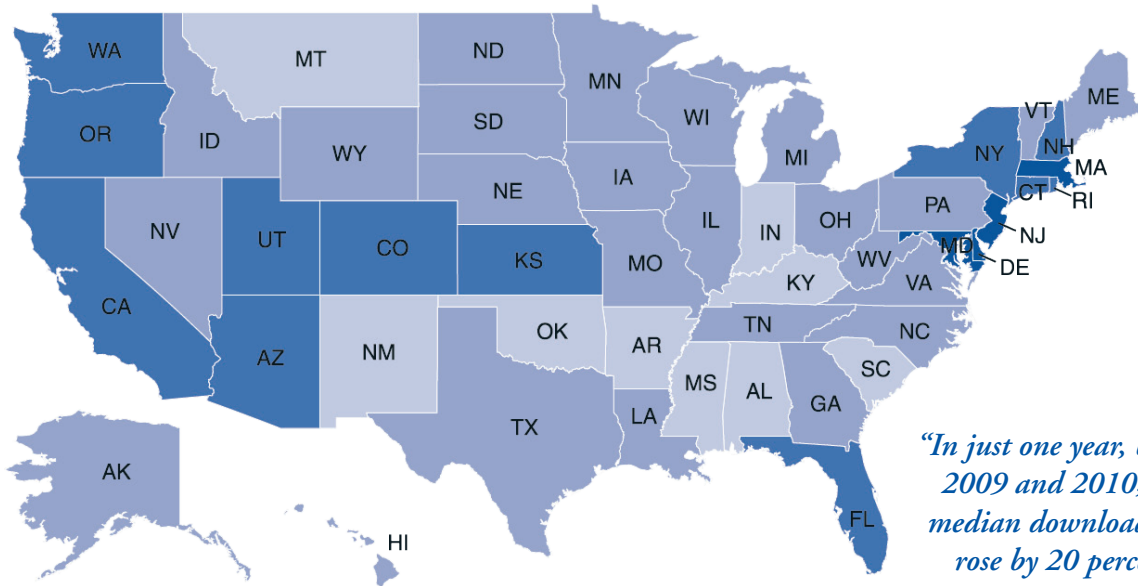 WA
MT
ND
MN
ME
VT
OR
ID
SD
WI
NY
NH
WY
MI
MA
IA
CT
RI
NE
PA
NV
IL
IN
OH
NJ
UT
CO
MD
KS
MO
WV
DE
KY
VA
CA
TN
NC
OK
AZ
NM
AR
SC
MS
AL
GA
LA
TX
AK
FL
HI
“In just one year,
2009 and 2010,
median download
rose by 20 perc